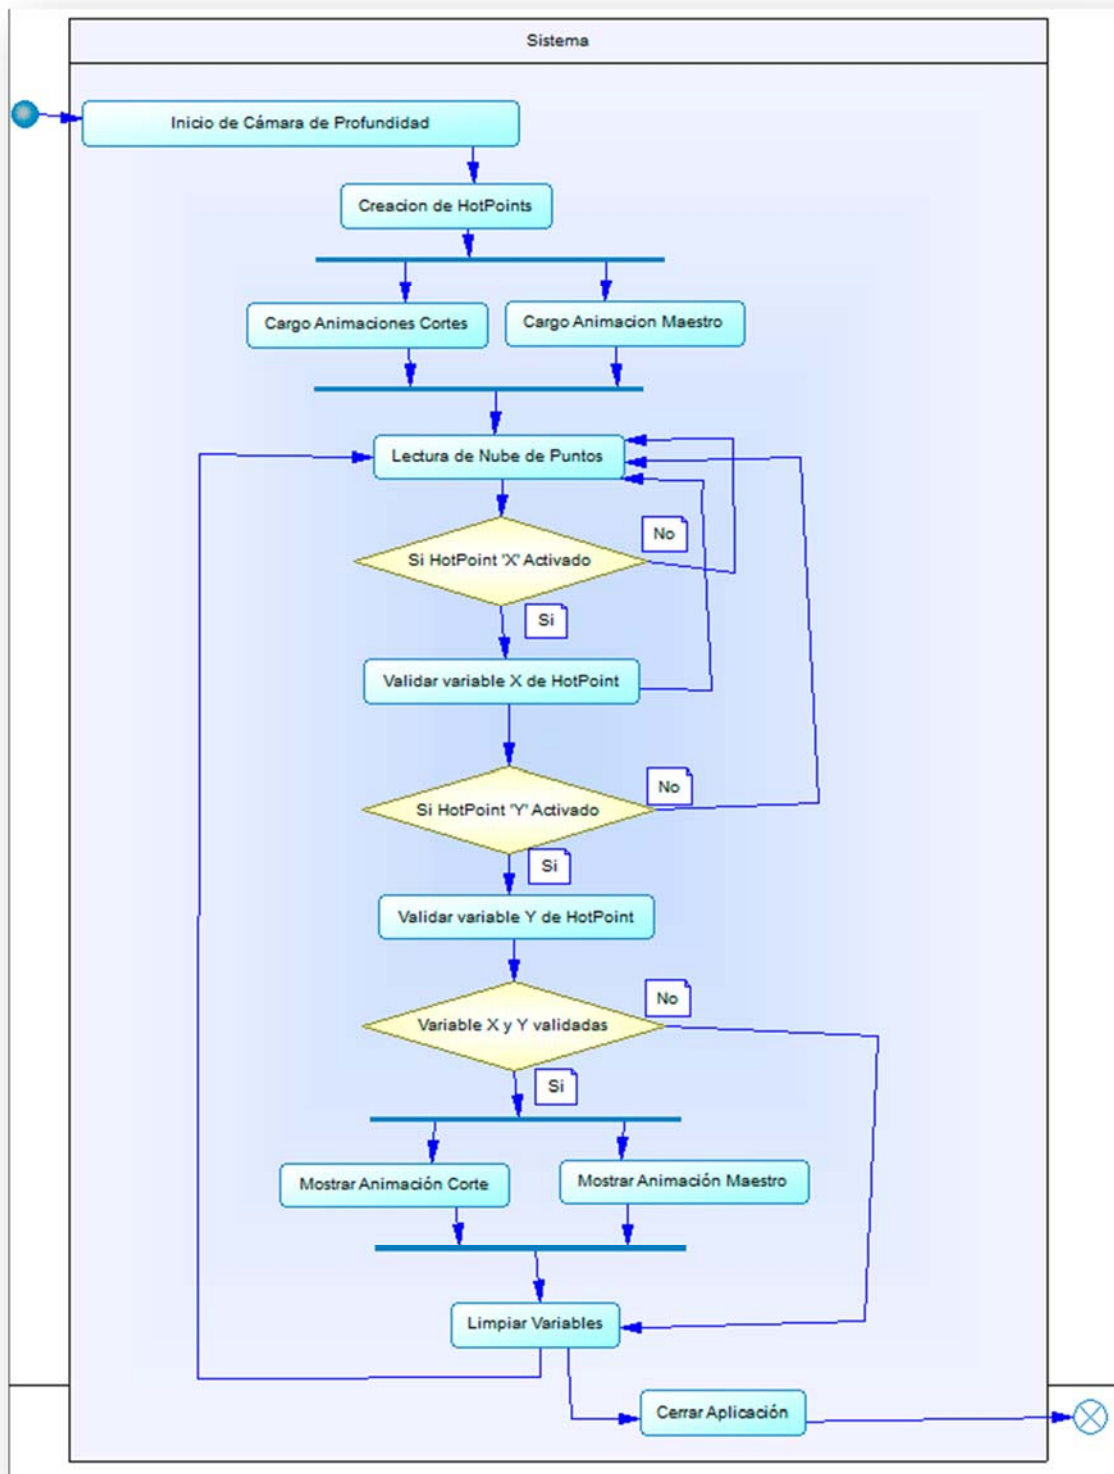 Sistema
Inicio de Cámara de Profundidad
Creacion de HotPoints
Cargo Animaciones Cortes
Cargo Animacion Maestro
Lectura de Nube de Puntos
Si HotPoint 'X' Activado
No
Si
Validar variable X de HotPoint
Si HotPoint 'Y' Activado
No
Si
Validar variable Y de HotPoint
Variable X y Y validadas
No
Si
Mostrar Animación Corte
Mostrar Animación Maestro
Limpiar Variables
Cerrar Aplicación